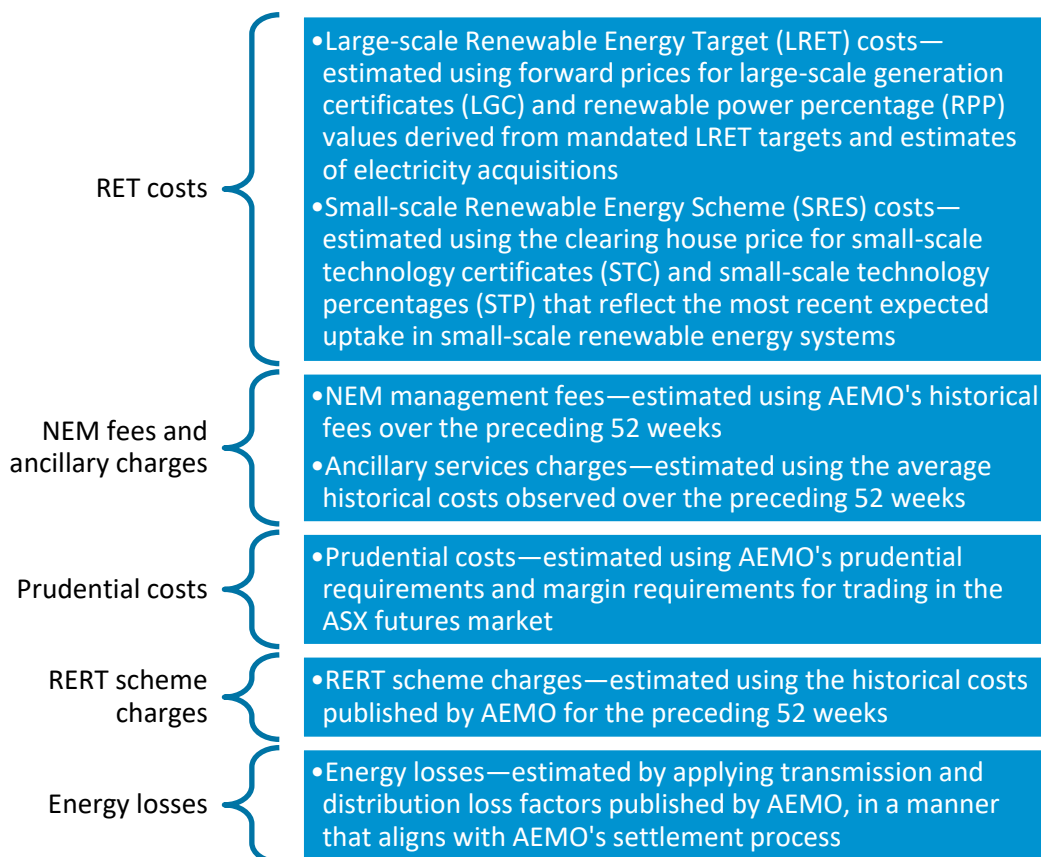 RET costs
•Large-scale Renewable Energy Target (LRET) costs—
estimated using forward prices for large-scale generation
certificates (LGC) and renewable power percentage (RPP)
values derived from mandated LRET targets and estimates
of electricity acquisitions
•Small-scale Renewable Energy Scheme (SRES) costs—
estimated using the clearing house price for small-scale
technology certificates (STC) and small-scale technology
percentages (STP) that reflect the most recent expected
uptake in small-scale renewable energy systems
NEM fees and
ancillary charges
•NEM management fees—estimated using AEMO's historical
fees over the preceding 52 weeks
•Ancillary services charges—estimated using the average
historical costs observed over the preceding 52 weeks
Prudential costs
•Prudential costs—estimated using AEMO's prudential
requirements and margin requirements for trading in the
ASX futures market
RERT scheme
charges
•RERT scheme charges—estimated using the historical costs
published by AEMO for the preceding 52 weeks
Energy losses
•Energy losses—estimated by applying transmission and
distribution loss factors published by AEMO, in a manner
that aligns with AEMO's settlement process